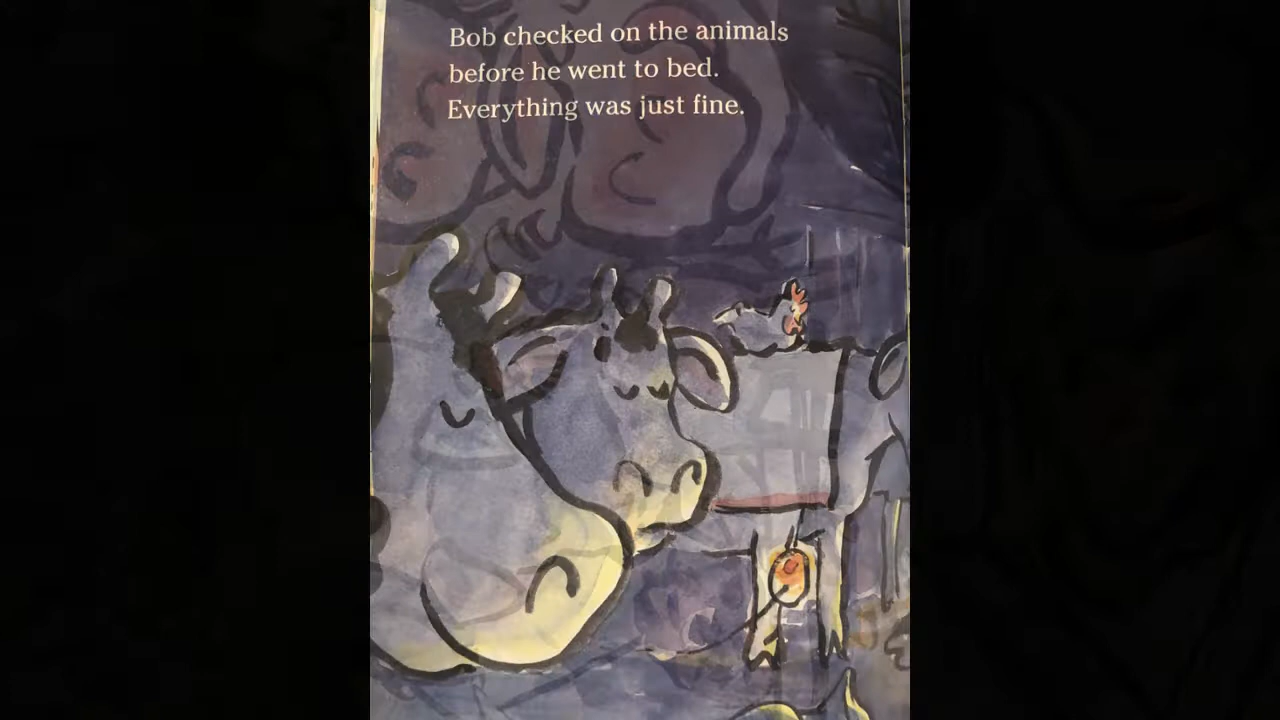 Bob checked on the animals
before he went to bed.
Everything was just fine.